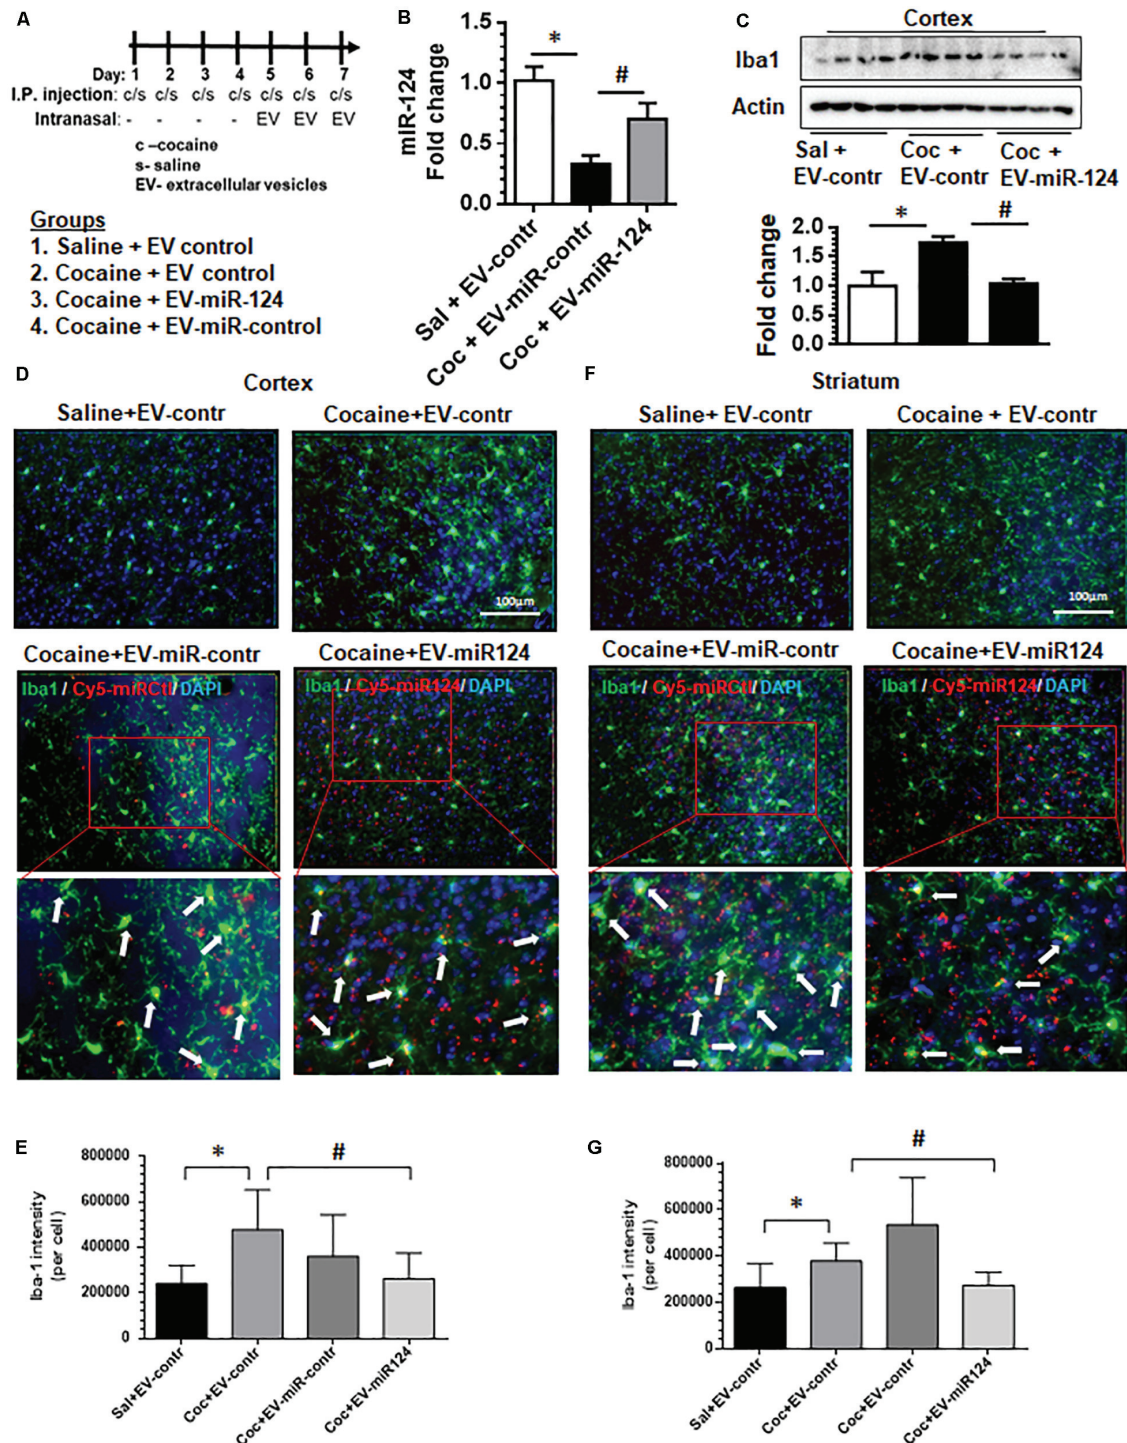 A
Day: 1 2 3 4 5 6 7
I.P. injection: c/s c/s c/s c/s c/s c/s c/s
Intranasal: - - - - EV EV EV
c –cocaine
s- saline
EV- extracellular vesicles
Groups
1. Saline + EV control
2. Cocaine + EV control
3. Cocaine + EV-miR-124
4. Cocaine + EV-miR-control
B
miR-124
Fold change
1.5
1.0
0.5
0.0
*
#
Sal + EV-contr
Coc + EV-miR-contr
Coc + EV-miR-124
C
Cortex
Iba1
Actin
Sal + EV-contr
Coc + EV-contr
Coc + EV-miR-124
Fold change
2.0
1.5
1.0
0.5
0.0
*
#
D
Cortex
Saline+EV-contr
Cocaine+EV-contr
100µm
Cocaine+EV-miR-contr
Cocaine+EV-miR124
Iba1 / Cy5-miRCtl/DAPI
Iba1 / Cy5-miR124/DAPI
F
Striatum
Saline+ EV-contr
Cocaine + EV-contr
100µm
Cocaine+EV-miR-contr
Cocaine+EV-miR124
Iba1 / Cy5-miRCtl/DAPI
Iba1 / Cy5-miR124/DAPI
E
Iba-1 intensity
(per cell)
800000
600000
400000
200000
0
*
#
Sal+EV-contr
Coc+EV-contr
Coc+EV-miR-contr
Coc+EV-miR124
G
Iba-1 intensity
(per cell)
800000
600000
400000
200000
0
*
#
Sal+EV-contr
Coc+EV-contr
Coc+EV-contr
Coc+EV-miR124